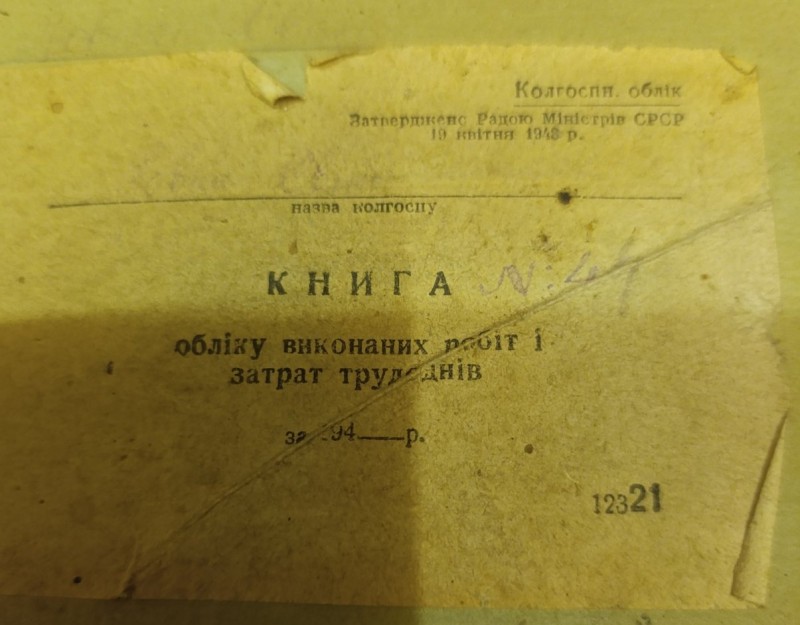 Колгоспн. облік
Затверджено Радою Міністрів СРСР
19 квітня 1948 р.
назва колгоспу
КНИГА №:
обліку виконаних робіт і
затрат трудоднів
за 194 р.
12321